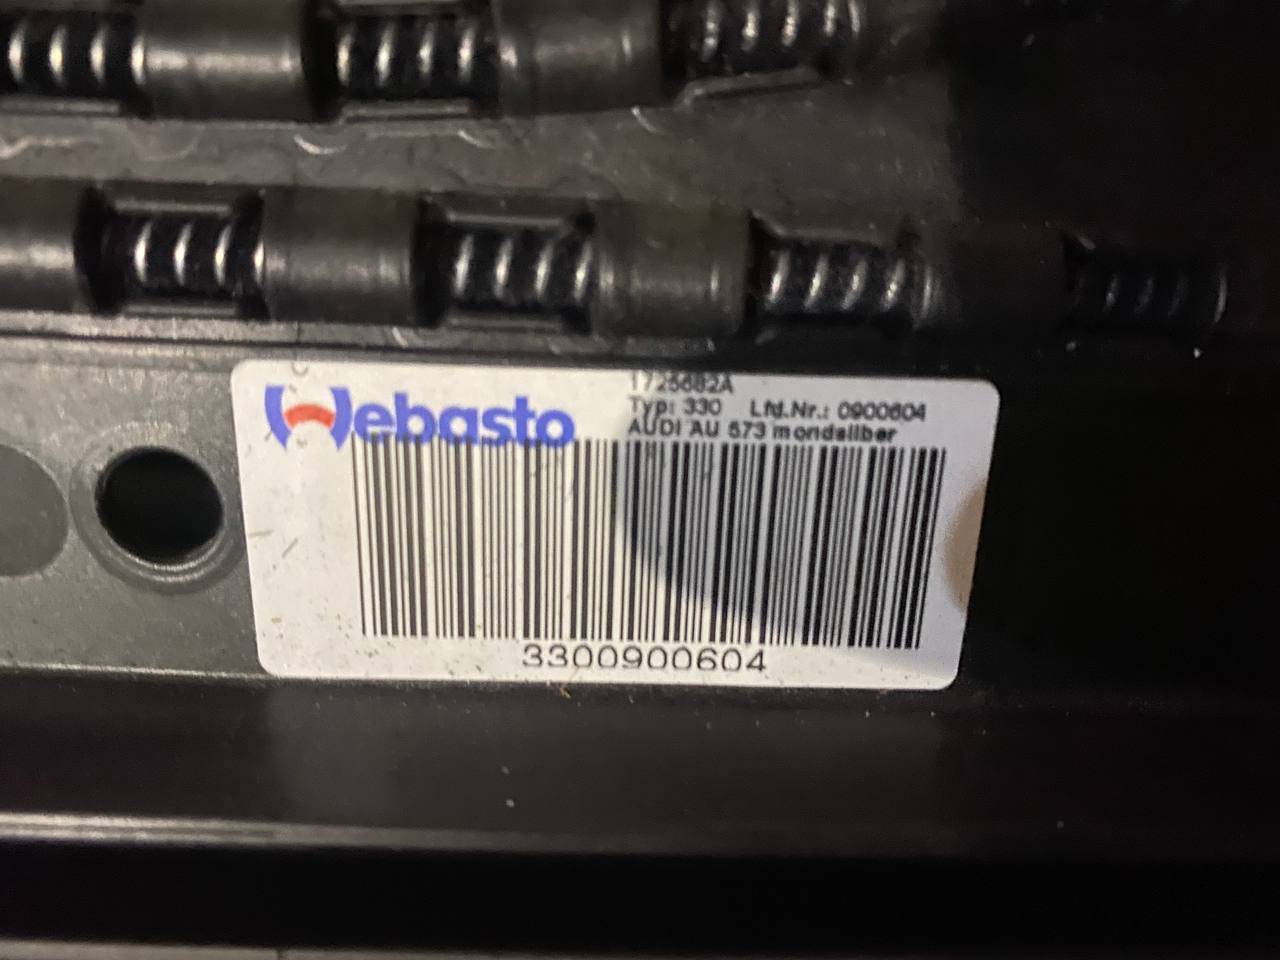 Webasto
1725682A
Typ: 330 Lfd.Nr.: 0900604
AUDI AU 573 mondsilber
3300900604